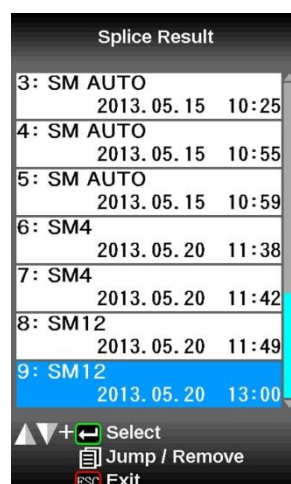 Splice Result
3: SM AUTO
2013.05.15 10:25
4: SM AUTO
2013.05.15 10:55
5: SM AUTO
2013.05.15 10:59
6: SM4
2013.05.20 11:38
7: SM4
2013.05.20 11:42
8: SM12
2013.05.20 11:49
9: SM12
2013.05.20 13:00
+ Select
Jump / Remove
ESC Exit